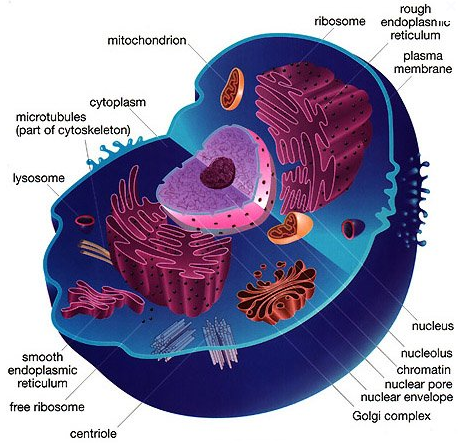 rough
endoplasmic
reticulum
ribosome
mitochondrion
plasma
membrane
cytoplasm
microtubules
(part of cytoskeleton)
lysosome
nucleus
nucleolus
chromatin
nuclear pore
nuclear envelope
Golgi complex
smooth
endoplasmic
reticulum
free ribosome
centriole